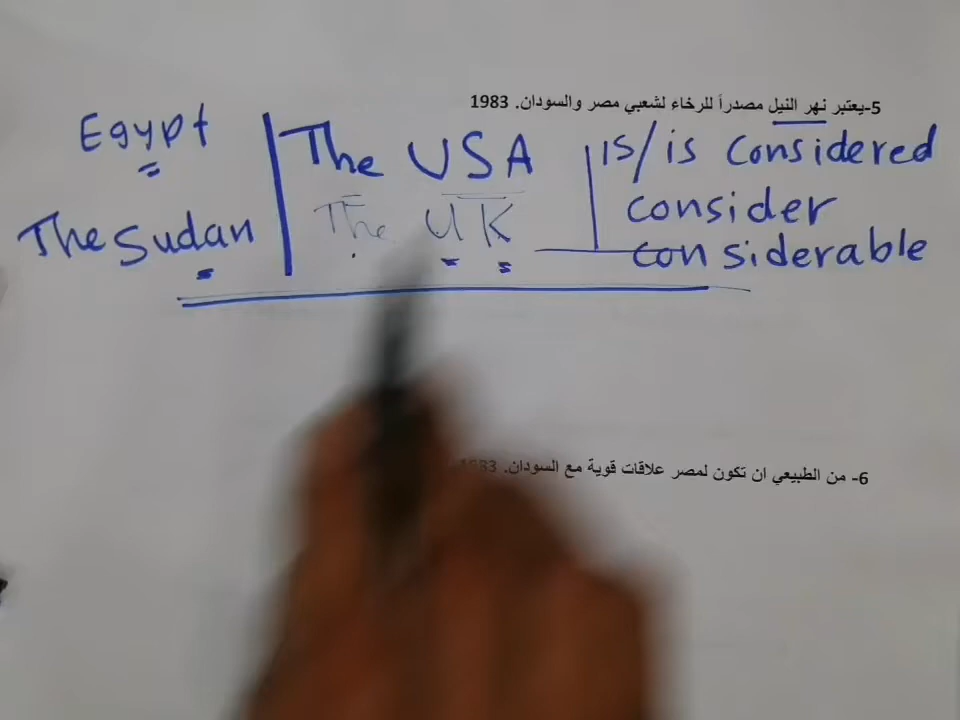 5-يعتبر نهر النيل مصدراً للرخاء لشعبي مصر والسودان. 1983
Egypt
The Sudan
The USA
The UK
is/is considered
consider
considerable
6- من الطبيعي ان تكون لمصر علاقات قوية مع السودان.